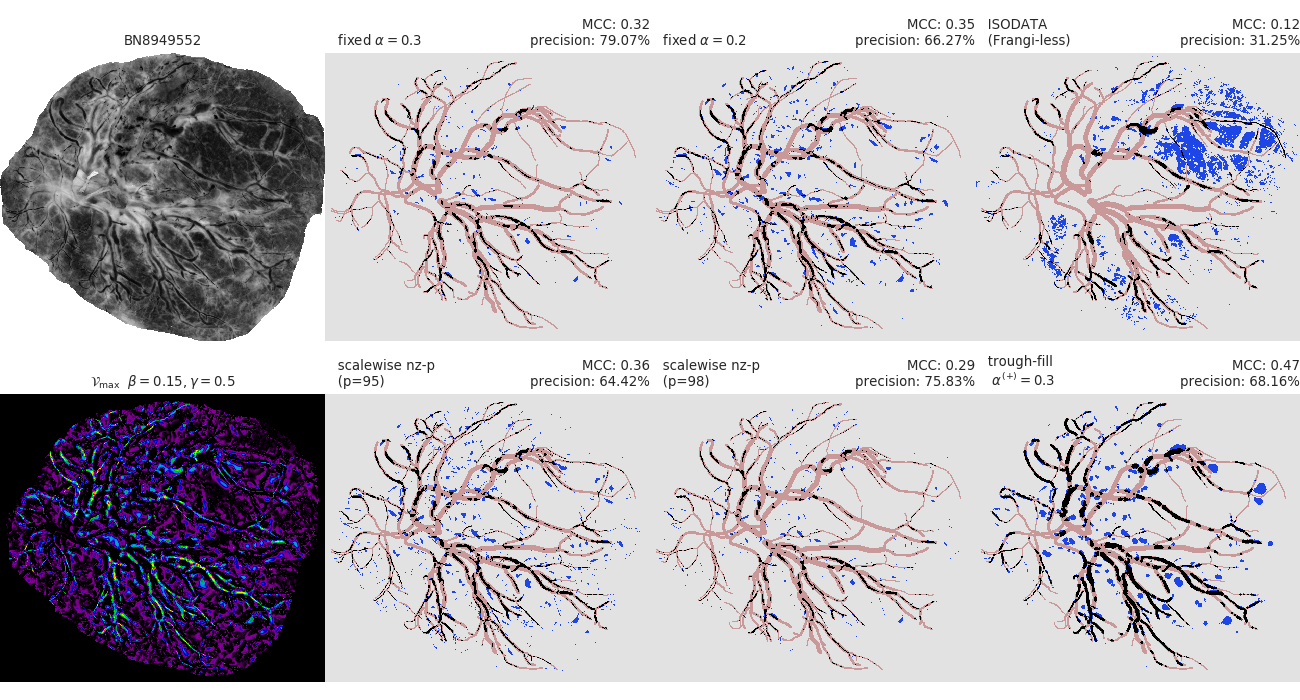 BN8949552
fixed α = 0.3
MCC: 0.32
precision: 79.07%
fixed α = 0.2
MCC: 0.35
precision: 66.27%
ISODATA
(Frangi-less)
MCC: 0.12
precision: 31.25%
𝒱max β = 0.15, γ = 0.5
scalewise nz-p
(p=95)
MCC: 0.36
precision: 64.42%
scalewise nz-p
(p=98)
MCC: 0.29
precision: 75.83%
trough-fill
α(+) = 0.3
MCC: 0.47
precision: 68.16%